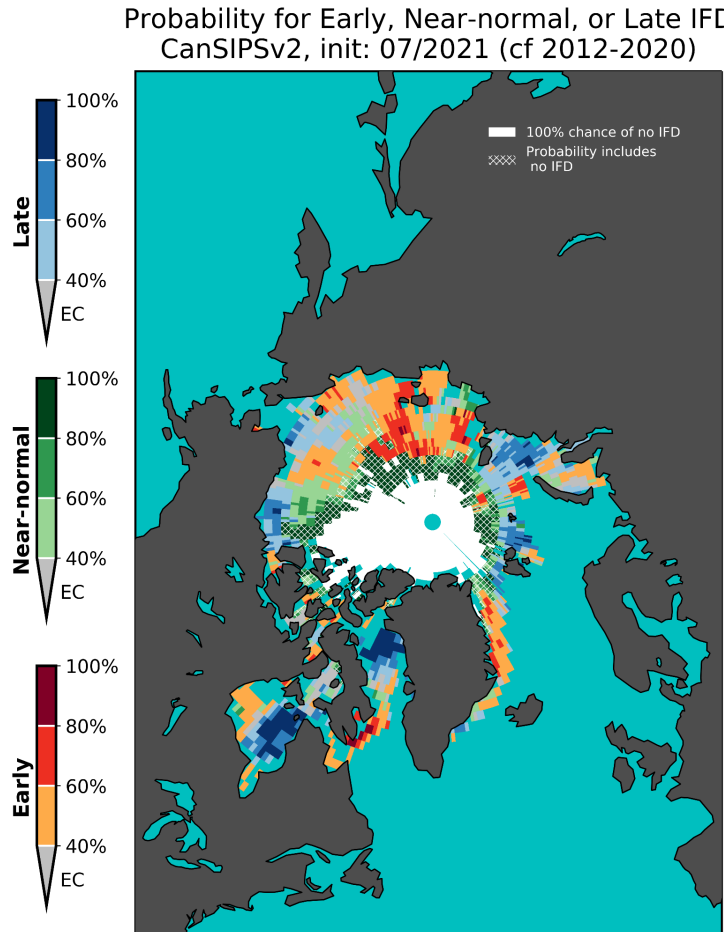 Probability for Early, Near-normal, or Late IFD
CanSIPSv2, init: 07/2021 (cf 2012-2020)
100% chance of no IFD
Probability includes
no IFD
Late
100%
80%
60%
40%
EC
Near-normal
100%
80%
60%
40%
EC
Early
100%
80%
60%
40%
EC